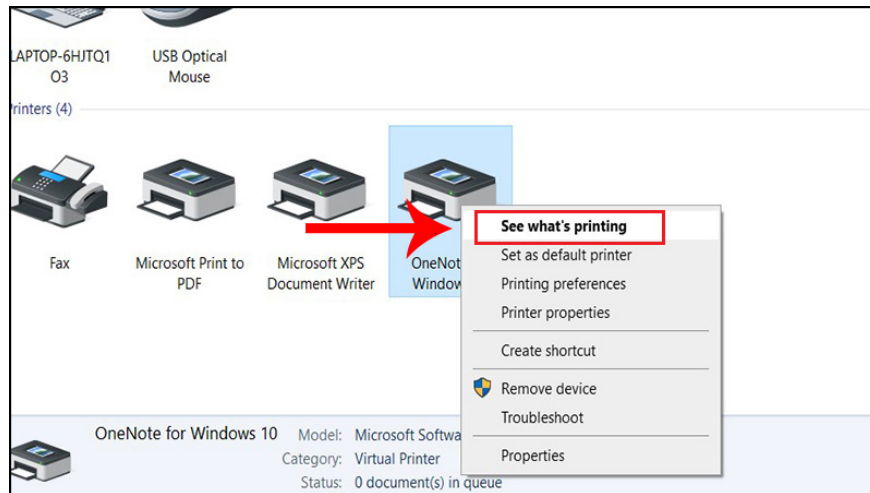 LAPTOP-6HJTQ1
O3
USB Optical
Mouse
rinters (4)
Fax
Microsoft Print to
PDF
Microsoft XPS
Document Writer
OneNot
Window
See what's printing
Set as default printer
Printing preferences
Printer properties
Create shortcut
Remove device
Troubleshoot
Properties
OneNote for Windows 10
Model: Microsoft Softwa
Category: Virtual Printer
Status: 0 document(s) in queue